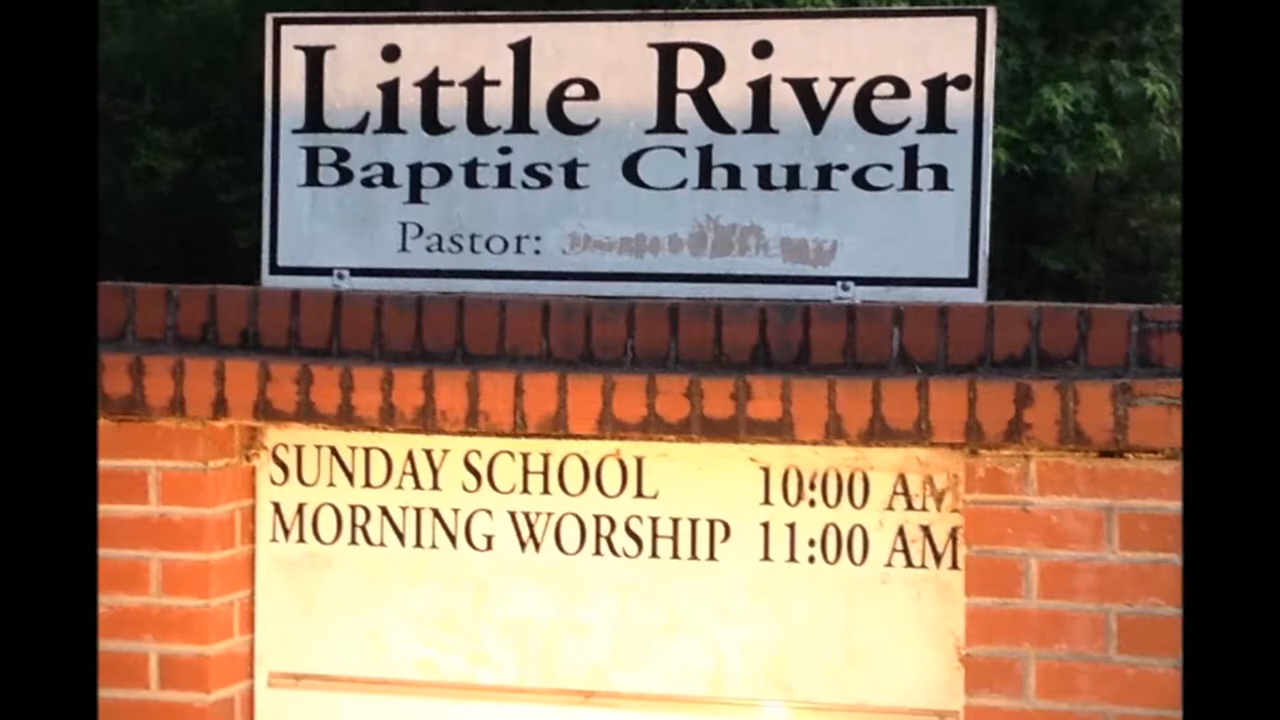 Little River
Baptist Church
Pastor:
SUNDAY SCHOOL 10:00 AM
MORNING WORSHIP 11:00 AM